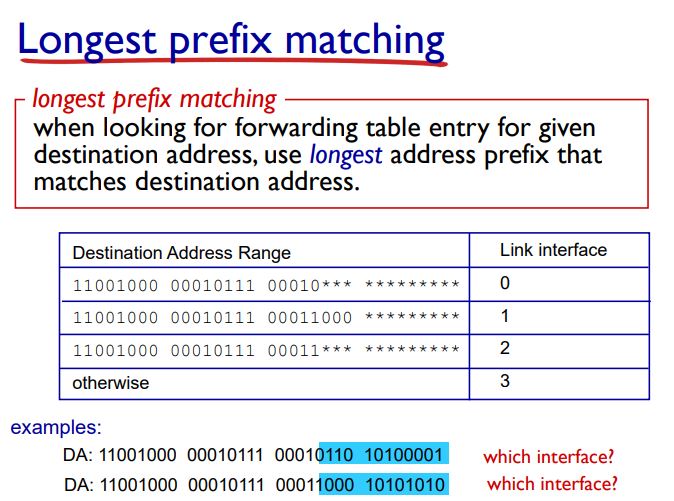 Longest prefix matching
longest prefix matching
when looking for forwarding table entry for given
destination address, use longest address prefix that
matches destination address.
Destination Address Range Link interface
11001000 00010111 00010*** ********* 0
11001000 00010111 00011000 ********* 1
11001000 00010111 00011*** ********* 2
otherwise 3
examples:
DA: 11001000 00010111 00010110 10100001 which interface?
DA: 11001000 00010111 00011000 10101010 which interface?